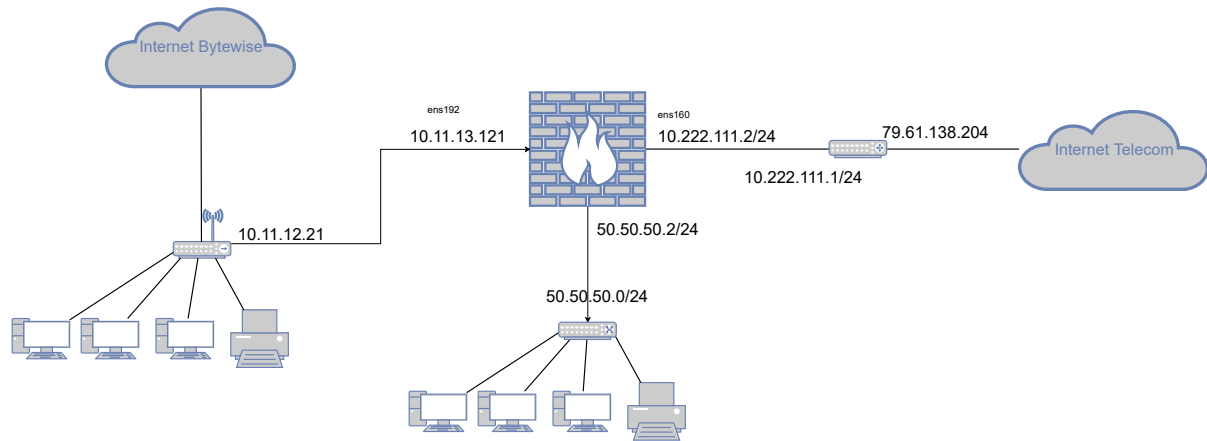 Internet Bytewise
ens192
ens160
10.11.13.121
10.222.111.2/24
79.61.138.204
Internet Telecom
10.222.111.1/24
10.11.12.21
50.50.50.2/24
50.50.50.0/24